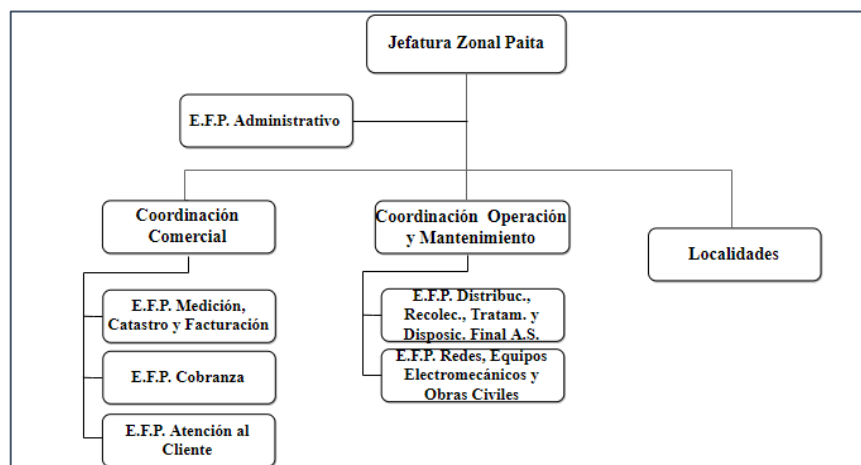 Jefatura Zonal Paita
E.F.P. Administrativo
Coordinación
Comercial
Coordinación Operación
y Mantenimiento
Localidades
E.F.P. Medición,
Catastro y Facturación
E.F.P. Cobranza
E.F.P. Atención al
Cliente
E.F.P. Distribuc.,
Recolec., Tratam. y
Disposic. Final A.S.
E.F.P. Redes, Equipos
Electromecánicos y
Obras Civiles